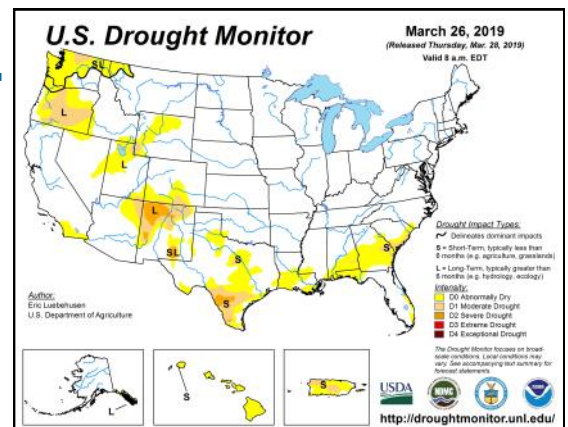 U.S. Drought Monitor
March 26, 2019
(Released Thursday, Mar. 28, 2019)
Valid 8 a.m. EDT
SL
L
L
L
SL
S
S
S
Drought Impact Types:
Delineates dominant impacts
S = Short-Term, typically less than
6 months (e.g. agriculture, grasslands)
L = Long-Term, typically greater than
6 months (e.g. hydrology, ecology)
Intensity:
D0 Abnormally Dry
D1 Moderate Drought
D2 Severe Drought
D3 Extreme Drought
D4 Exceptional Drought
Author:
Eric Luebehusen
U.S. Department of Agriculture
The Drought Monitor focuses on broad-
scale conditions. Local conditions may
vary. See accompanying text summary for
forecast statements.
L
S
S
USDA
NDMC
http://droughtmonitor.unl.edu/